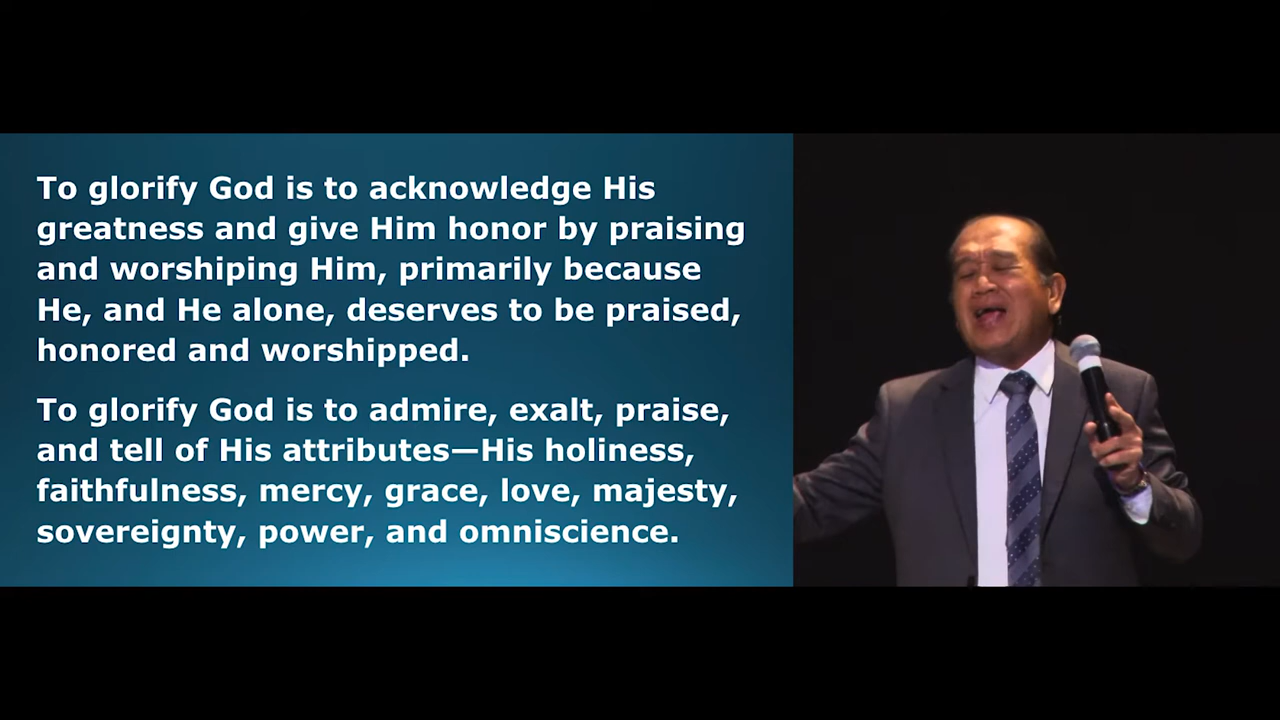 To glorify God is to acknowledge His
greatness and give Him honor by praising
and worshiping Him, primarily because
He, and He alone, deserves to be praised,
honored and worshipped.
To glorify God is to admire, exalt, praise,
and tell of His attributes—His holiness,
faithfulness, mercy, grace, love, majesty,
sovereignty, power, and omniscience.